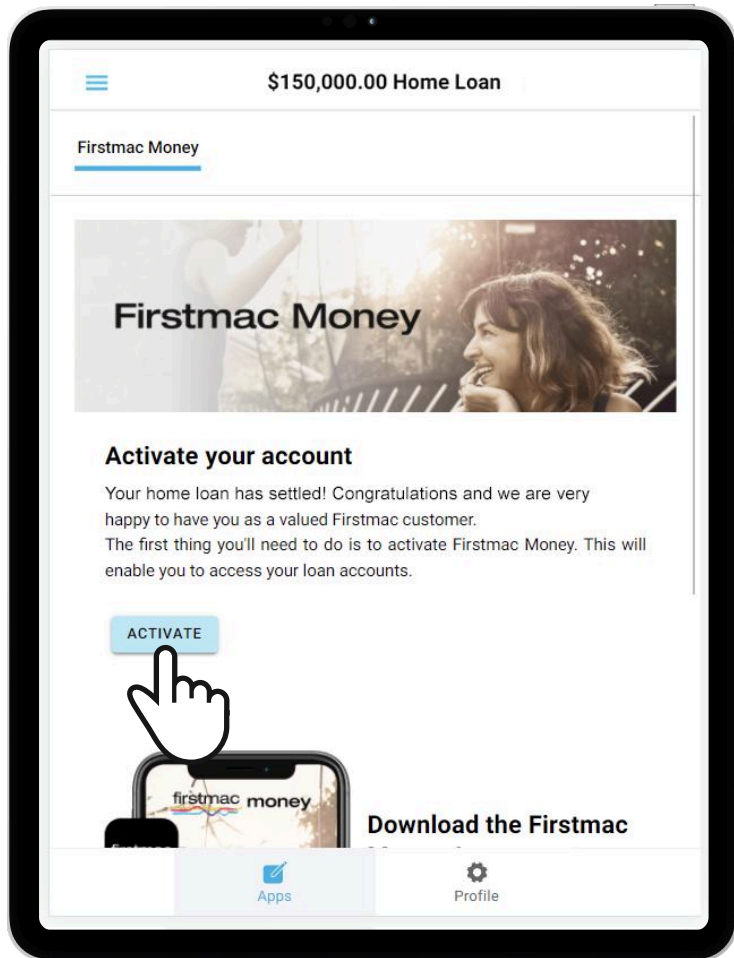 $150,000.00 Home Loan
Firstmac Money
Firstmac Money
Activate your account
Your home loan has settled! Congratulations and we are very
happy to have you as a valued Firstmac customer.
The first thing you'll need to do is to activate Firstmac Money. This will
enable you to access your loan accounts.
ACTIVATE
firstmac money
Download the Firstmac
Apps
Profile